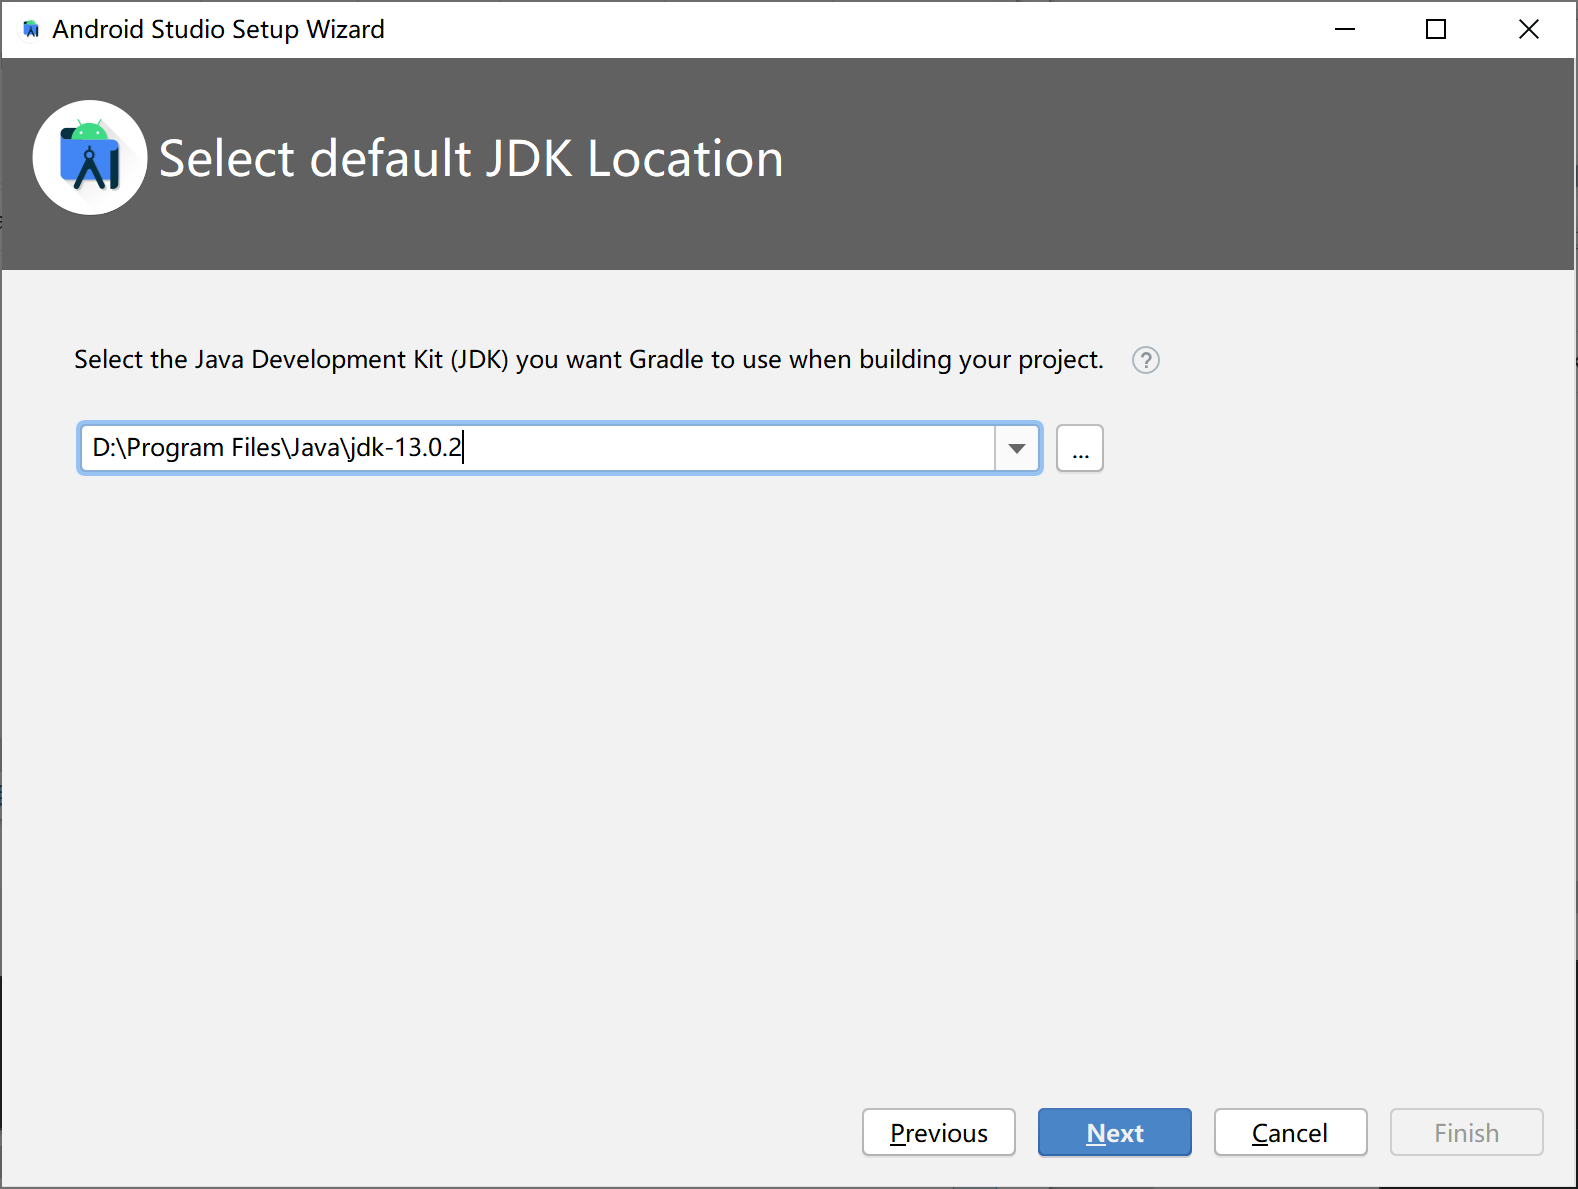 Android Studio Setup Wizard
Select default JDK Location
Select the Java Development Kit (JDK) you want Gradle to use when building your project. ?
D:\Program Files\Java\jdk-13.0.2 ...
Previous Next Cancel Finish